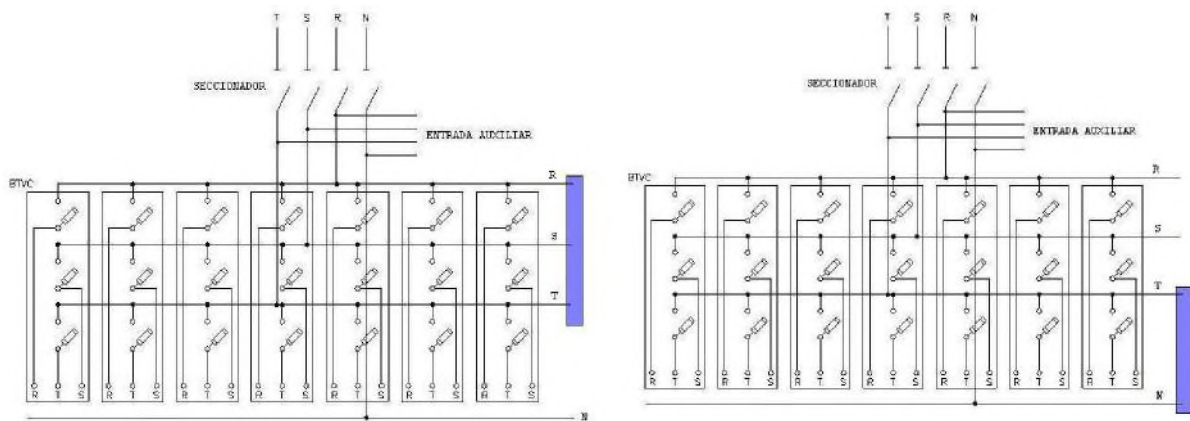 T S R N
SECCIONADOR
ENTRADA AUXILIAR
BTVC
R
S
T
R T S R T S R T S R T S R T S R T S A T S
N
T S R N
SECCIONADOR
ENTRADA AUXILIAR
BTVC
R
S
T
R T S R T S R T S R T S R T S R T S A T S
N